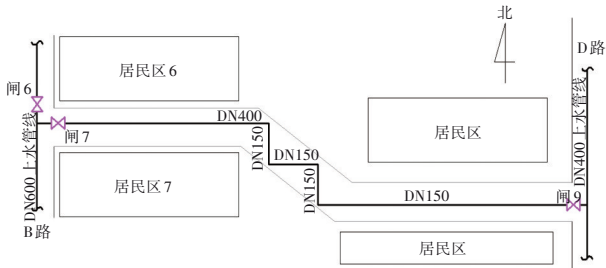 北
D路
居民区6
闸6
DN400
居民区
闸7
DN150
DN150
DN600上水管线
DN400上水管线
居民区7
DN150
DN150
闸9
B路
居民区